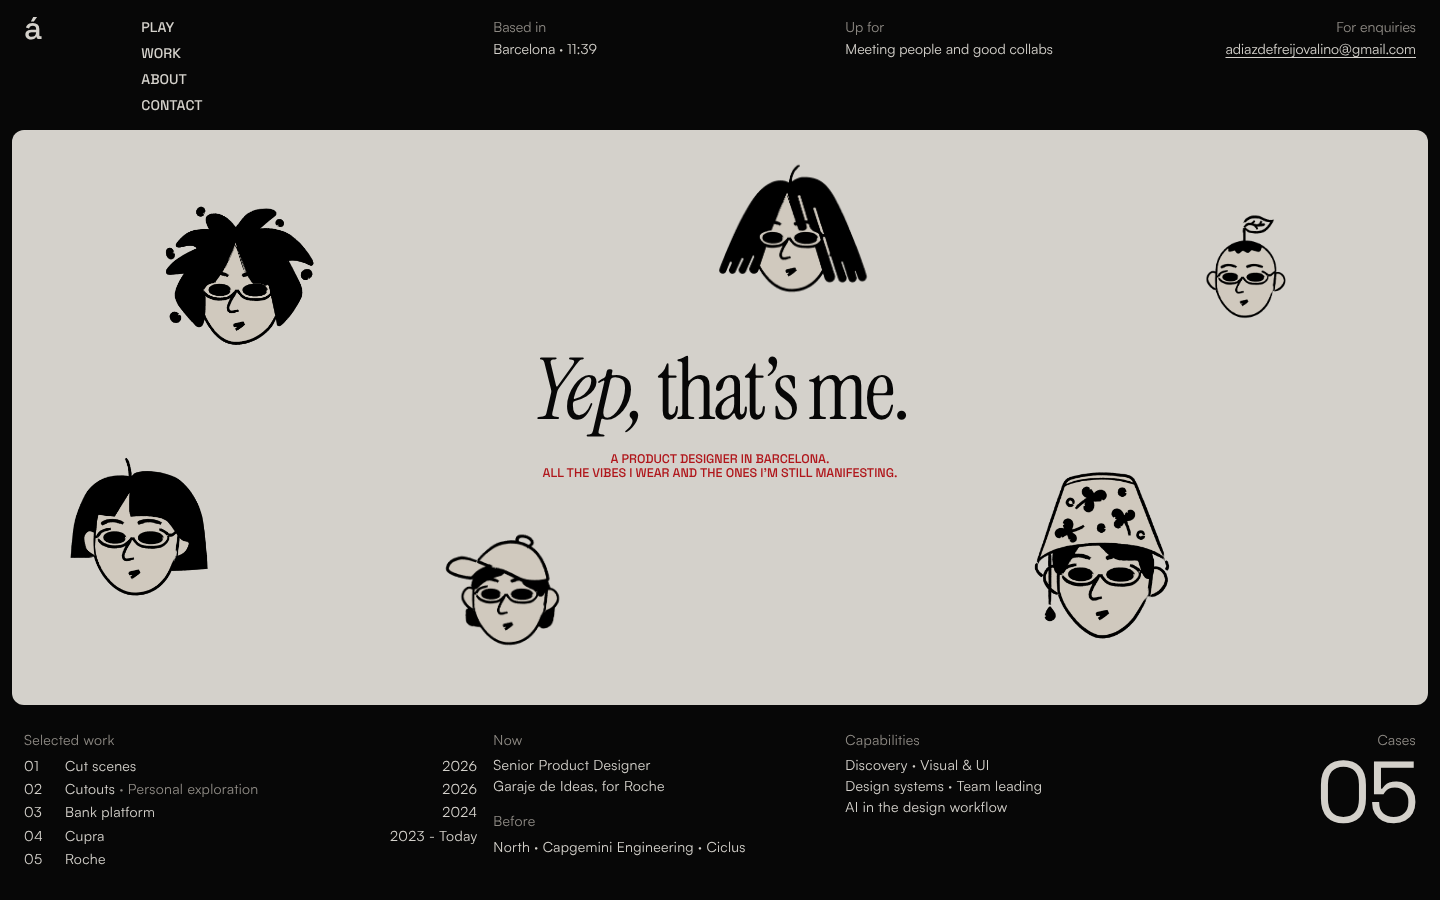 á
PLAY
WORK
ABOUT
CONTACT
Based in
Barcelona · 11:39
Up for
Meeting people and good collabs
For enquiries
adiazdefreijovalino@gmail.com
Yep, that’s me.
A PRODUCT DESIGNER IN BARCELONA.
ALL THE VIBES I WEAR AND THE ONES I’M STILL MANIFESTING.
Selected work
01 Cut scenes 2026
02 Cutouts · Personal exploration 2026
03 Bank platform 2024
04 Cupra 2023 - Today
05 Roche
Now
Senior Product Designer
Garaje de Ideas, for Roche
Before
North · Capgemini Engineering · Ciclus
Capabilities
Discovery · Visual & UI
Design systems · Team leading
AI in the design workflow
Cases
05